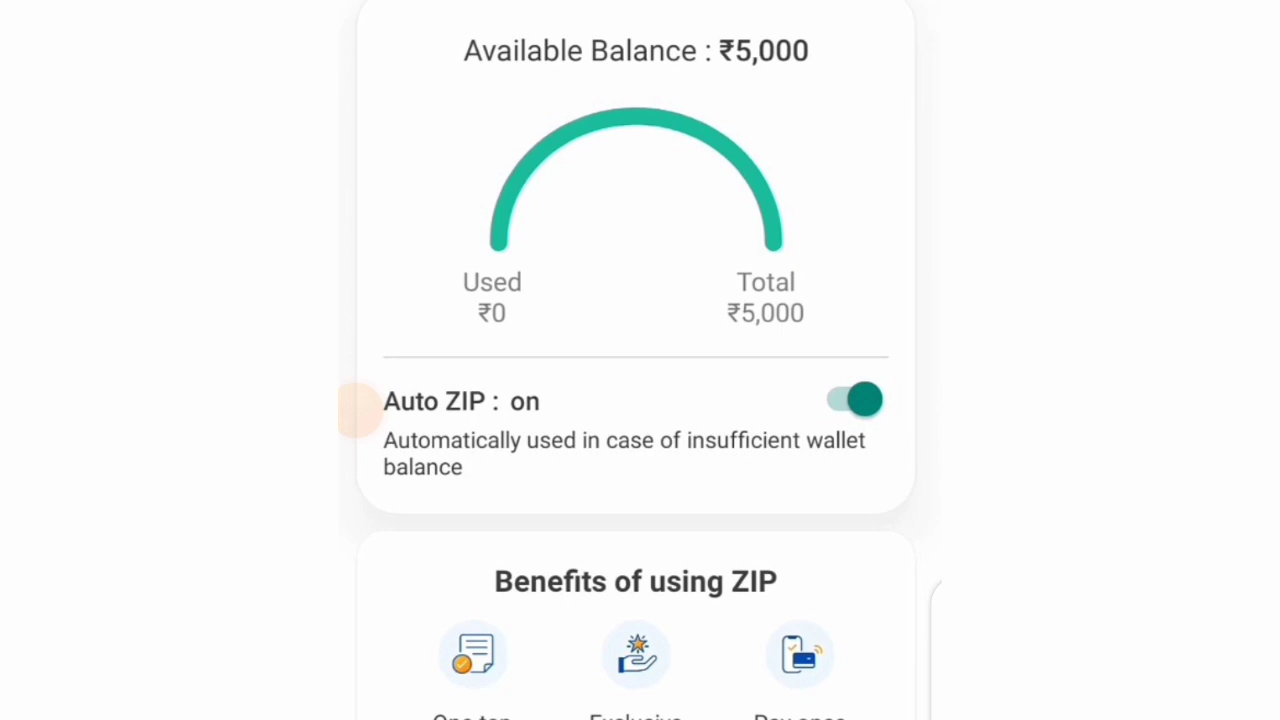 Available Balance : ₹5,000
Used
Total
₹0
₹5,000
Auto ZIP : on
Automatically used in case of insufficient wallet
balance
Benefits of using ZIP